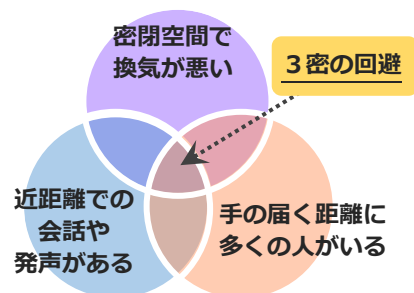 密閉空間で
換気が悪い
３密の回避
近距離での
会話や
発声がある
手の届く距離に
多くの人がいる